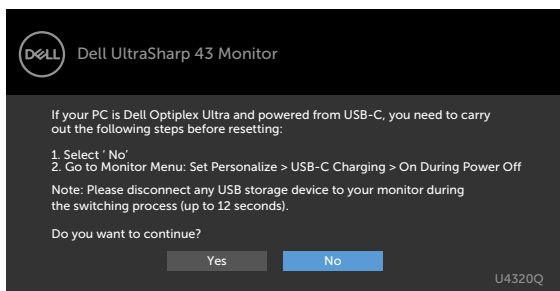 DELL Dell UltraSharp 43 Monitor
If your PC is Dell Optiplex Ultra and powered from USB-C, you need to carry
out the following steps before resetting:
1. Select ‘ No’
2. Go to Monitor Menu: Set Personalize > USB-C Charging > On During Power Off
Note: Please disconnect any USB storage device to your monitor during
the switching process (up to 12 seconds).
Do you want to continue?
Yes No
U4320Q